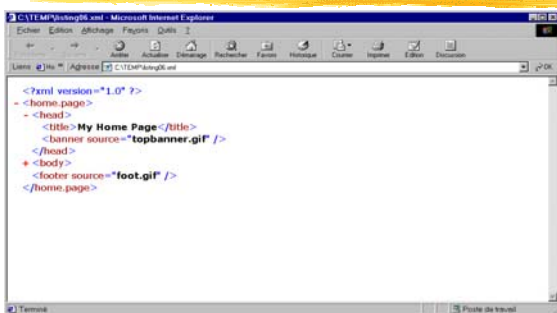 C:\TEMP\listing06.xml - Microsoft Internet Explorer
Fichier Edition Affichage Favoris Outils ?
Arrêter Actualiser Démarrage Rechercher Favoris Historique Courrier Imprimer Edition Discussion
Liens Adresse C:\TEMP\listing06.xml OK
<?xml version="1.0" ?>
- <home.page>
- <head>
<title>My Home Page</title>
<banner source="topbanner.gif" />
</head>
+ <body>
<footer source="foot.gif" />
</home.page>
Terminé Poste de travail